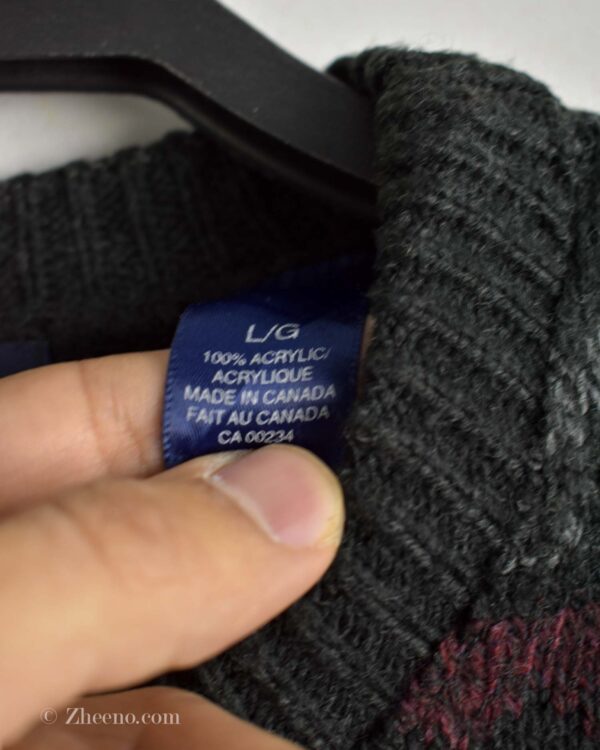 L/G
100% ACRYLIC/
ACRYLIQUE
MADE IN CANADA
FAIT AU CANADA
CA 00234
© Zheeno.com